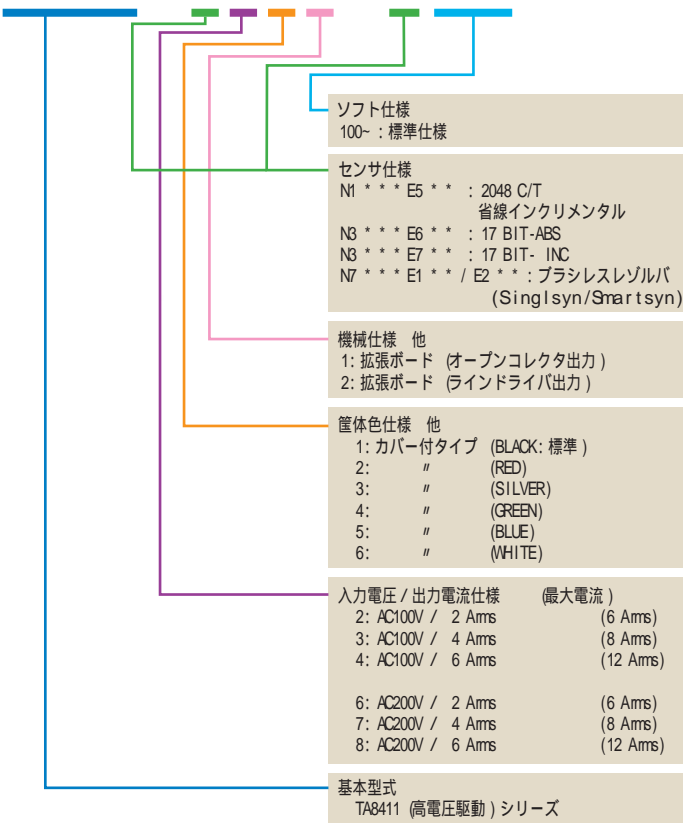 ソフト仕様
100~ : 標準仕様
センサ仕様
N1 * * * E5 * * : 2048 C/T
省線インクリメンタル
N3 * * * E6 * * : 17 BIT-ABS
N3 * * * E7 * * : 17 BIT- INC
N7 * * * E1 * * / E2 * * : ブラシレスレゾルバ
(Singlsyn/Smartsyn)
機械仕様 他
1: 拡張ボード (オープンコレクタ出力)
2: 拡張ボード (ラインドライバ出力)
筐体色仕様 他
1: カバー付タイプ (BLACK: 標準)
2: 〃 (RED)
3: 〃 (SILVER)
4: 〃 (GREEN)
5: 〃 (BLUE)
6: 〃 (WHITE)
入力電圧 / 出力電流仕様 (最大電流)
2: AC100V / 2 Arms (6 Arms)
3: AC100V / 4 Arms (8 Arms)
4: AC100V / 6 Arms (12 Arms)
6: AC200V / 2 Arms (6 Arms)
7: AC200V / 4 Arms (8 Arms)
8: AC200V / 6 Arms (12 Arms)
基本型式
TA8411 (高電圧駆動) シリーズ